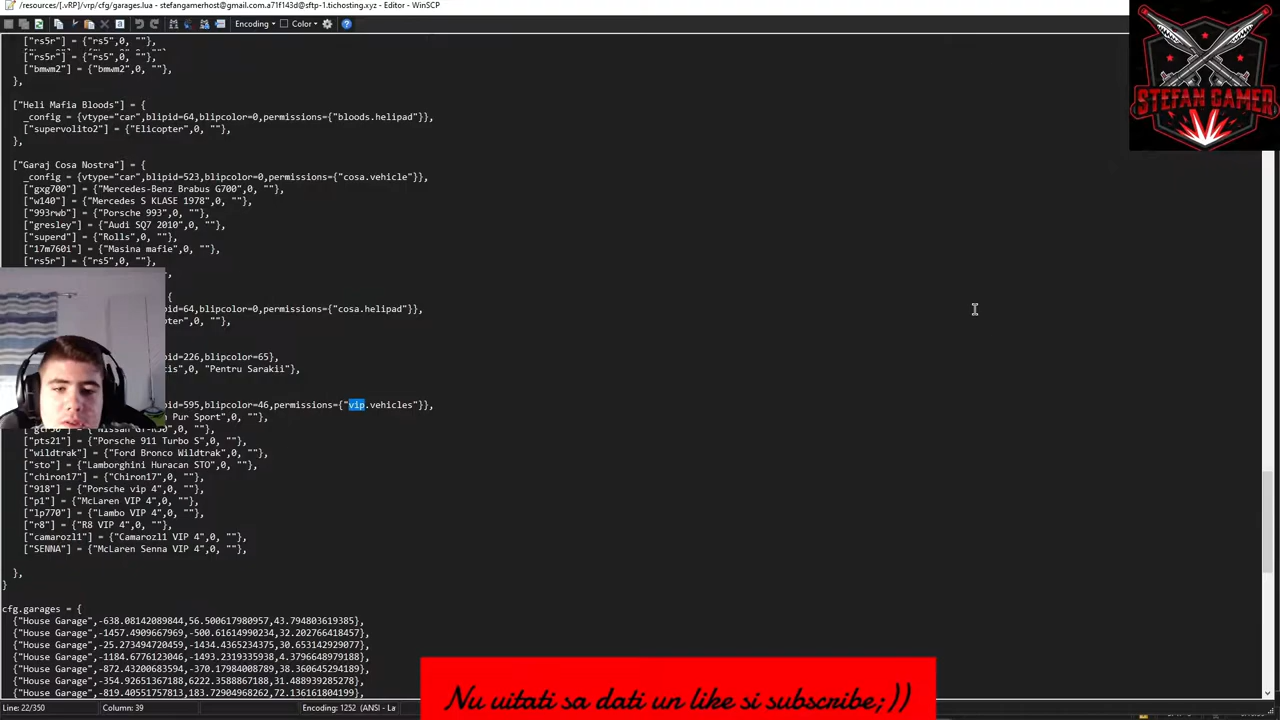 /resources/[.vRP]/vrp/cfg/garages.lua - stefangamerhost@gmail.com.a71f143d@sftp-1.tichosting.xyz - Editor - WinSCP
Encoding Color
["rs5r"] = {"rs5",0, ""},
["rs5r"] = {"rs5",0, ""},
["bmwm2"] = {"bmwm2",0, ""},
},
["Heli Mafia Bloods"] = {
_config = {vtype="car",blipid=64,blipcolor=0,permissions={"bloods.helipad"}},
["supervolito2"] = {"Elicopter",0, ""},
},
["Garaj Cosa Nostra"] = {
_config = {vtype="car",blipid=523,blipcolor=0,permissions={"cosa.vehicle"}},
["gxg700"] = {"Mercedes-Benz Brabus G700",0, ""},
["w140"] = {"Mercedes S KLASE 1978",0, ""},
["993rwb"] = {"Porsche 993",0, ""},
["gresley"] = {"Audi SQ7 2010",0, ""},
["superd"] = {"Rolls",0, ""},
["17m760i"] = {"Masina mafie",0, ""},
["rs5r"] = {"rs5",0, ""},
{
pid=64,blipcolor=0,permissions={"cosa.helipad"}},
pter",0, ""},
pid=226,blipcolor=65},
cis",0, "Pentru Sarakii"},
pid=595,blipcolor=46,permissions={"vip.vehicles"}},
Pur Sport",0, ""},
["gtr50"] = {"Nissan GT-R50",0, ""},
["pts21"] = {"Porsche 911 Turbo S",0, ""},
["wildtrak"] = {"Ford Bronco Wildtrak",0, ""},
["sto"] = {"Lamborghini Huracan STO",0, ""},
["chiron17"] = {"Chiron17",0, ""},
["918"] = {"Porsche vip 4",0, ""},
["p1"] = {"McLaren VIP 4",0, ""},
["lp770"] = {"Lambo VIP 4",0, ""},
["r8"] = {"R8 VIP 4",0, ""},
["camarozl1"] = {"Camarozl1 VIP 4",0, ""},
["SENNA"] = {"McLaren Senna VIP 4",0, ""},
},
}
cfg.garages = {
{"House Garage",-638.08142089844,56.500617980957,43.794803619385},
{"House Garage",-1457.4909667969,-500.61614990234,32.202766418457},
{"House Garage",-25.273494720459,-1434.4365234375,30.653142929077},
{"House Garage",-1184.6776123046,-1493.2319335938,4.3796648979188},
{"House Garage",-872.43200683594,-370.17984008789,38.360645294189},
{"House Garage",-354.92651367188,6222.3588867188,31.488939285278},
{"House Garage",-819.40551757813,183.72904968262,72.136161804199},
Line: 22/350 Column: 39 Encoding: 1252 (ANSI - La
STEFAN GAMER
Nu uitati sa dati un like si subscribe;))